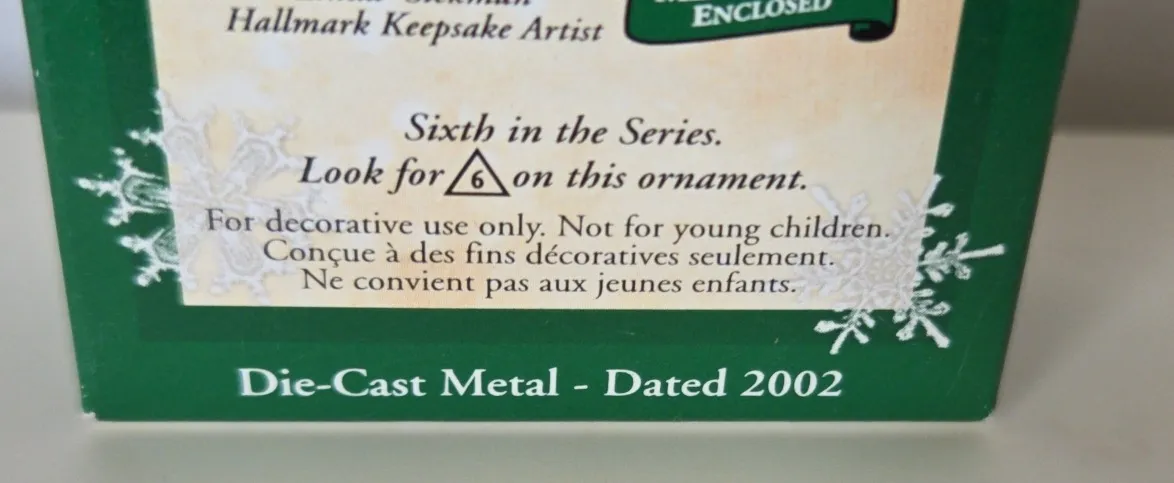 Hallmark Keepsake Artist
ENCLOSED
Sixth in the Series.
Look for 6 on this ornament.
For decorative use only. Not for young children.
Conçue à des fins décoratives seulement.
Ne convient pas aux jeunes enfants.
Die-Cast Metal - Dated 2002